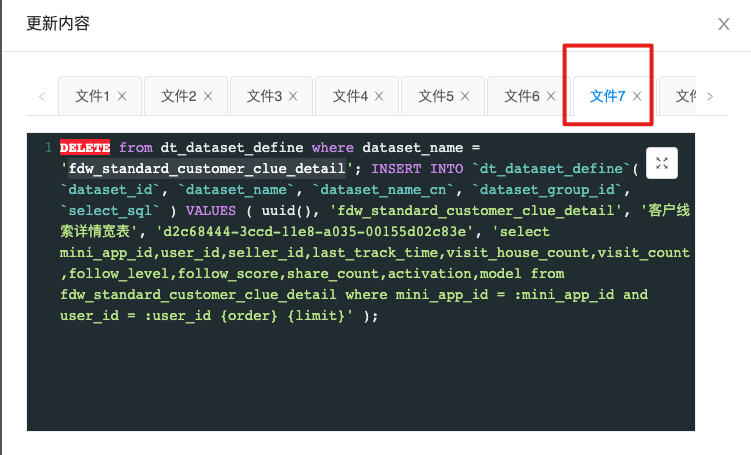 更新内容
文件1 文件2 文件3 文件4 文件5 文件6 文件7 文件
1 DELETE from dt_dataset_define where dataset_name =
'fdw_standard_customer_clue_detail'; INSERT INTO `dt_dataset_define`(
`dataset_id`, `dataset_name`, `dataset_name_cn`, `dataset_group_id`,
`select_sql` ) VALUES ( uuid(), 'fdw_standard_customer_clue_detail', '客户线
索详情宽表', 'd2c68444-3ccd-11e8-a035-00155d02c83e', 'select
mini_app_id,user_id,seller_id,last_track_time,visit_house_count,visit_count
,follow_level,follow_score,share_count,activation,model from
fdw_standard_customer_clue_detail where mini_app_id = :mini_app_id and
user_id = :user_id {order} {limit}' );